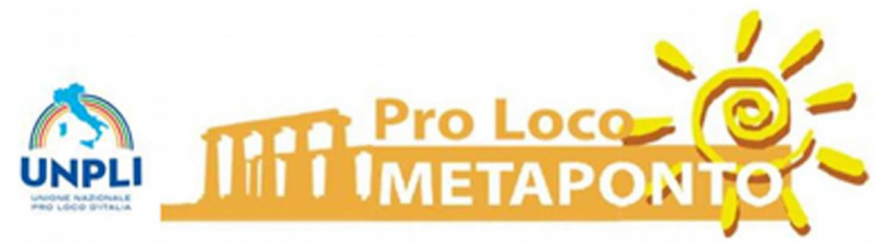 UNPLI
UNIONE NAZIONALE
PRO LOCO D'ITALIA
Pro Loco
METAPONTO